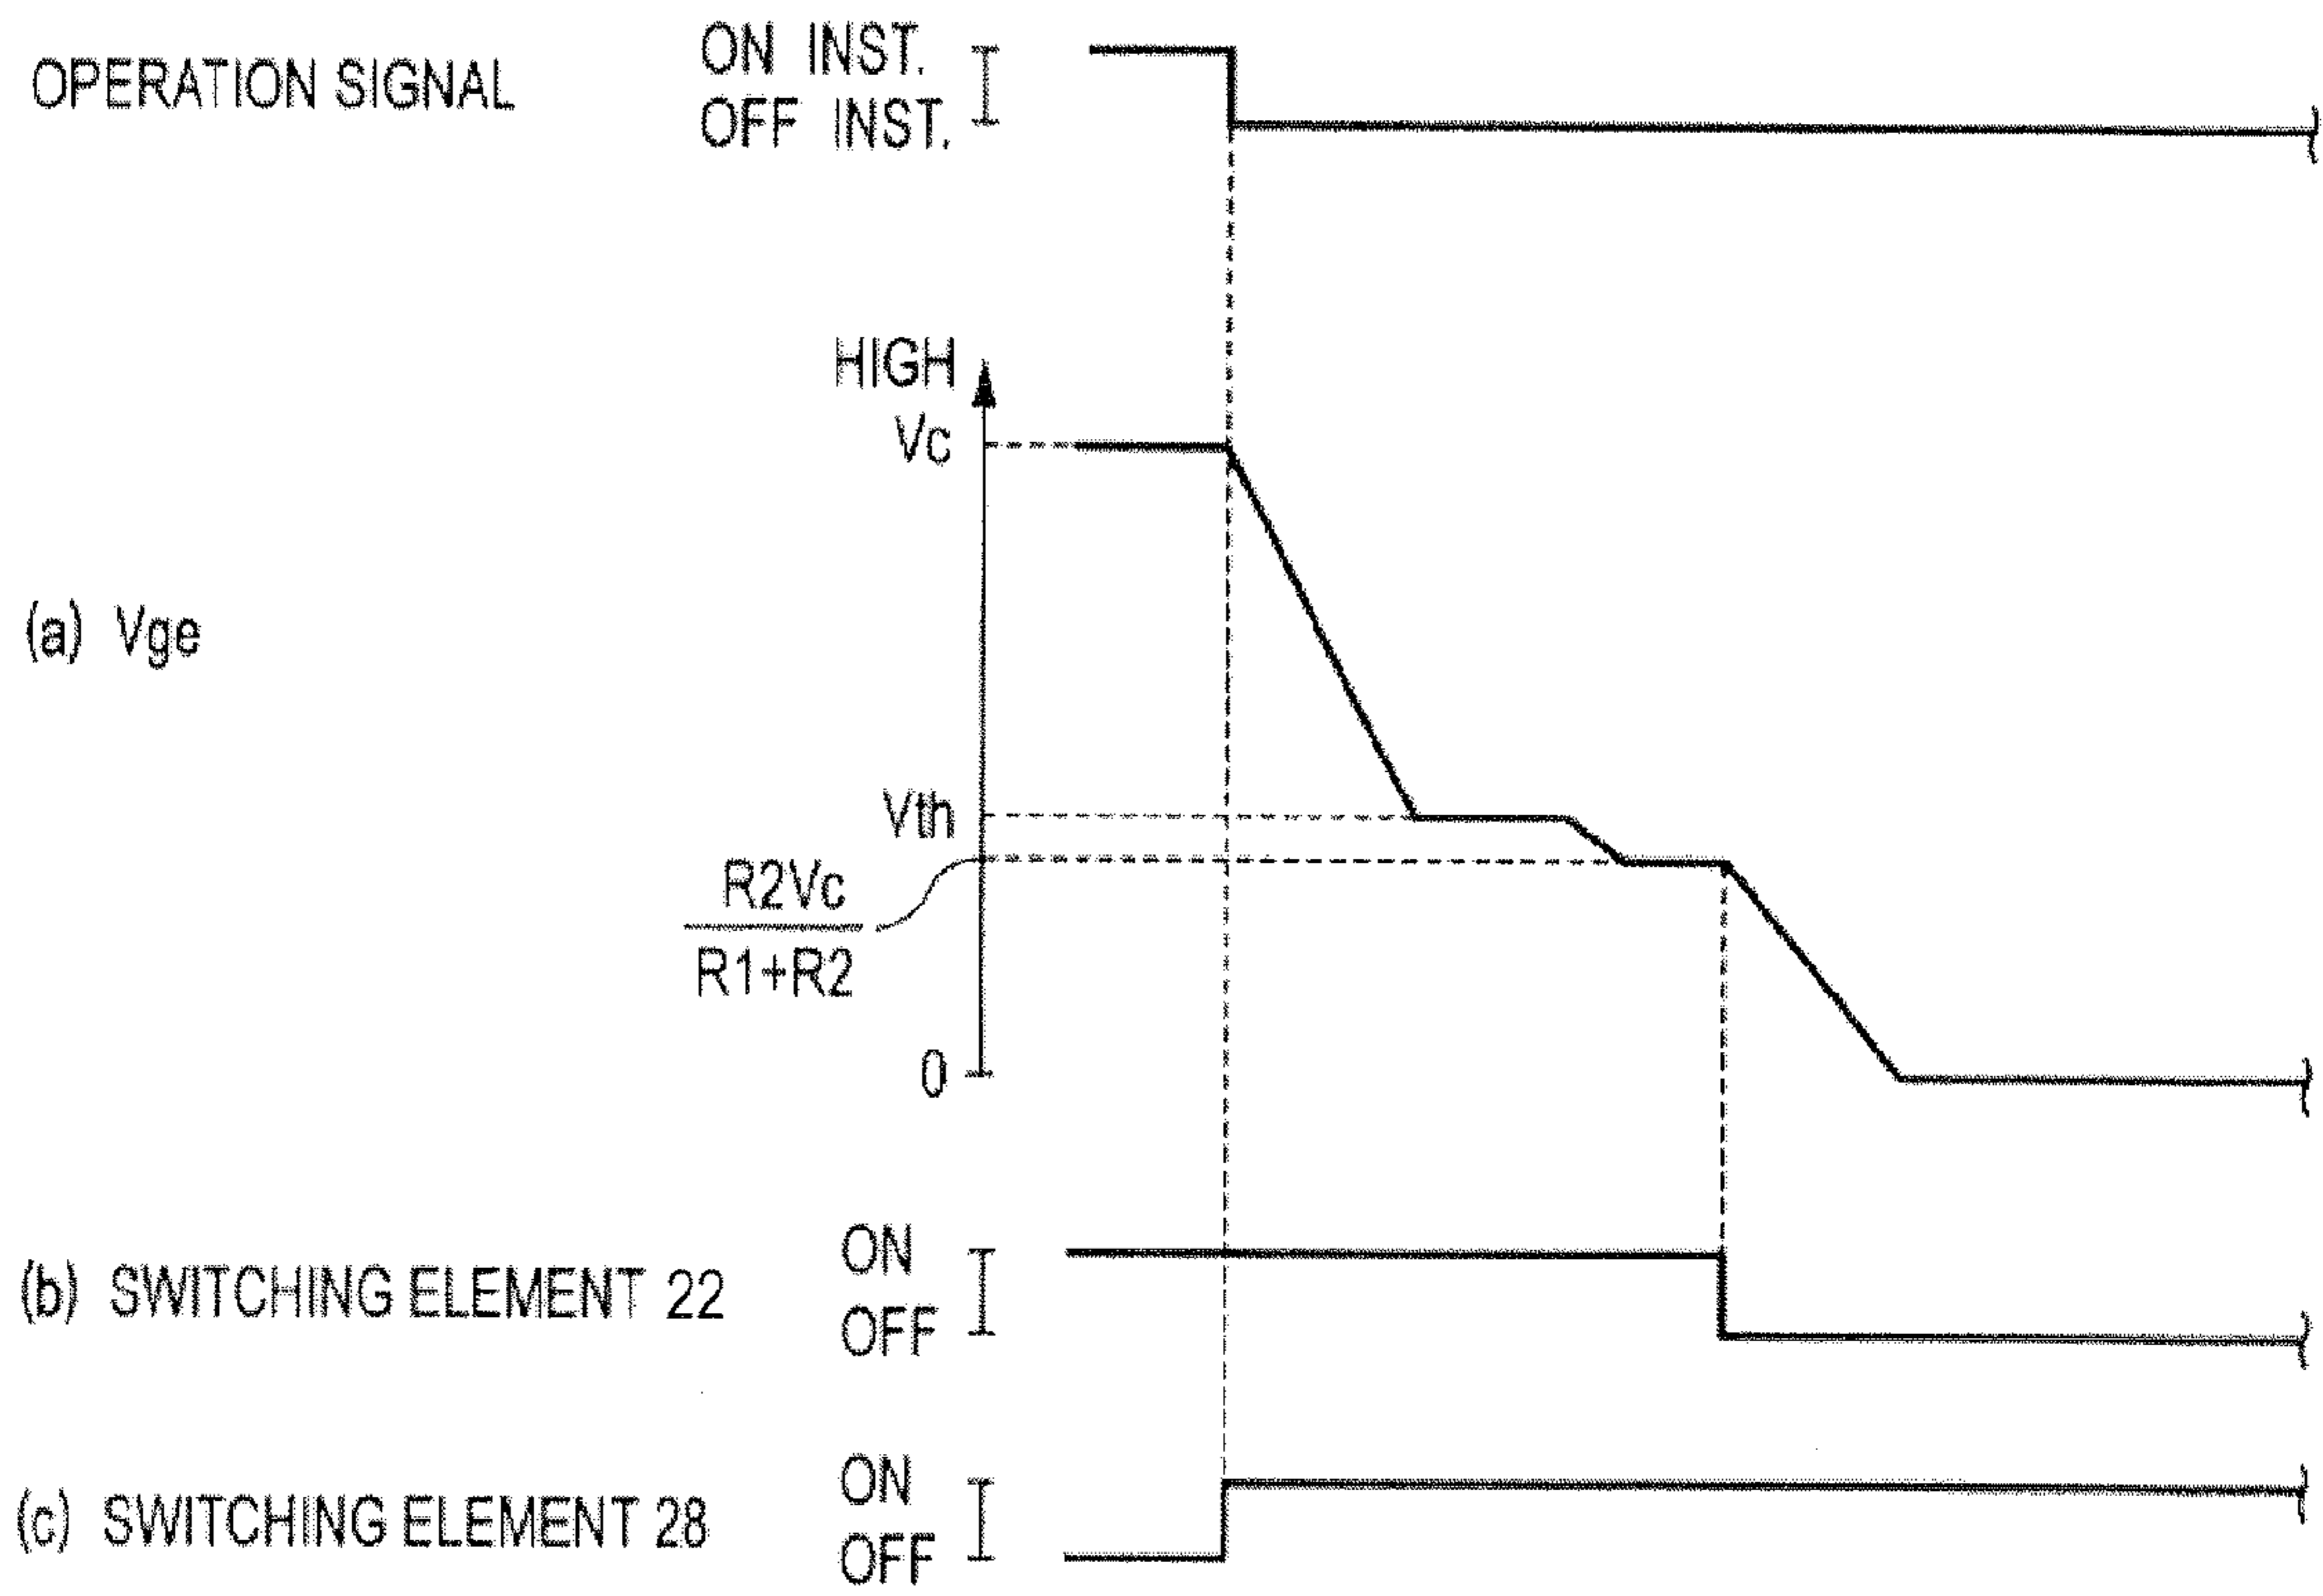 OPERATION SIGNAL
ON INST.
OFF INST.
HIGH
Vc
(a) Vge
Vth
R2Vc
R1+R2
0
(b) SWITCHING ELEMENT 22
ON
OFF
(c) SWITCHING ELEMENT 28
ON
OFF